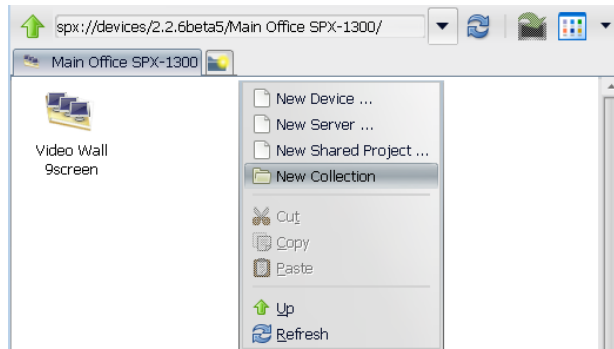 spx://devices/2.2.6beta5/Main Office SPX-1300/
Main Office SPX-1300
Video Wall
9screen
New Device ...
New Server ...
New Shared Project ...
New Collection
Cut
Copy
Paste
Up
Refresh